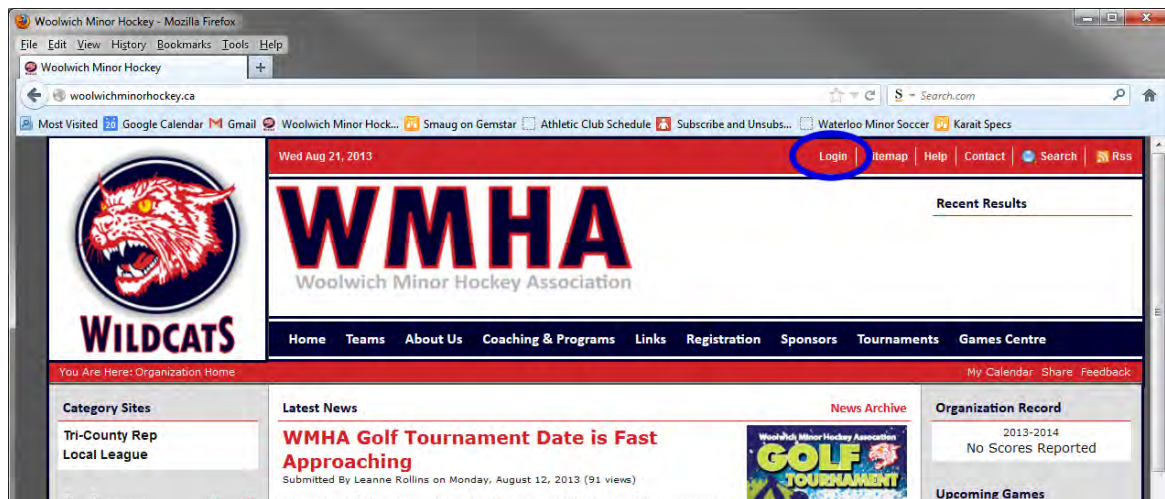 Woolwich Minor Hockey - Mozilla Firefox
File Edit View History Bookmarks Tools Help
Woolwich Minor Hockey +
woolwichminorhockey.ca S - Search.com
Most Visited 20 Google Calendar Gmail Woolwich Minor Hock... Smaug on Gemstar Athletic Club Schedule Subscribe and Unsubs... Waterloo Minor Soccer Karait Specs
Wed Aug 21, 2013 Login Sitemap Help Contact Search Rss
WMHA
Woolwich Minor Hockey Association
Recent Results
WILDCATS
Home Teams About Us Coaching & Programs Links Registration Sponsors Tournaments Games Centre
You Are Here: Organization Home My Calendar Share Feedback
Category Sites
Tri-County Rep
Local League
Latest News News Archive
WMHA Golf Tournament Date is Fast
Approaching
Submitted By Leanne Rollins on Monday, August 12, 2013 (91 views)
Woolwich Minor Hockey Association
GOLF
TOURNAMENT
Organization Record
2013-2014
No Scores Reported
Upcoming Games